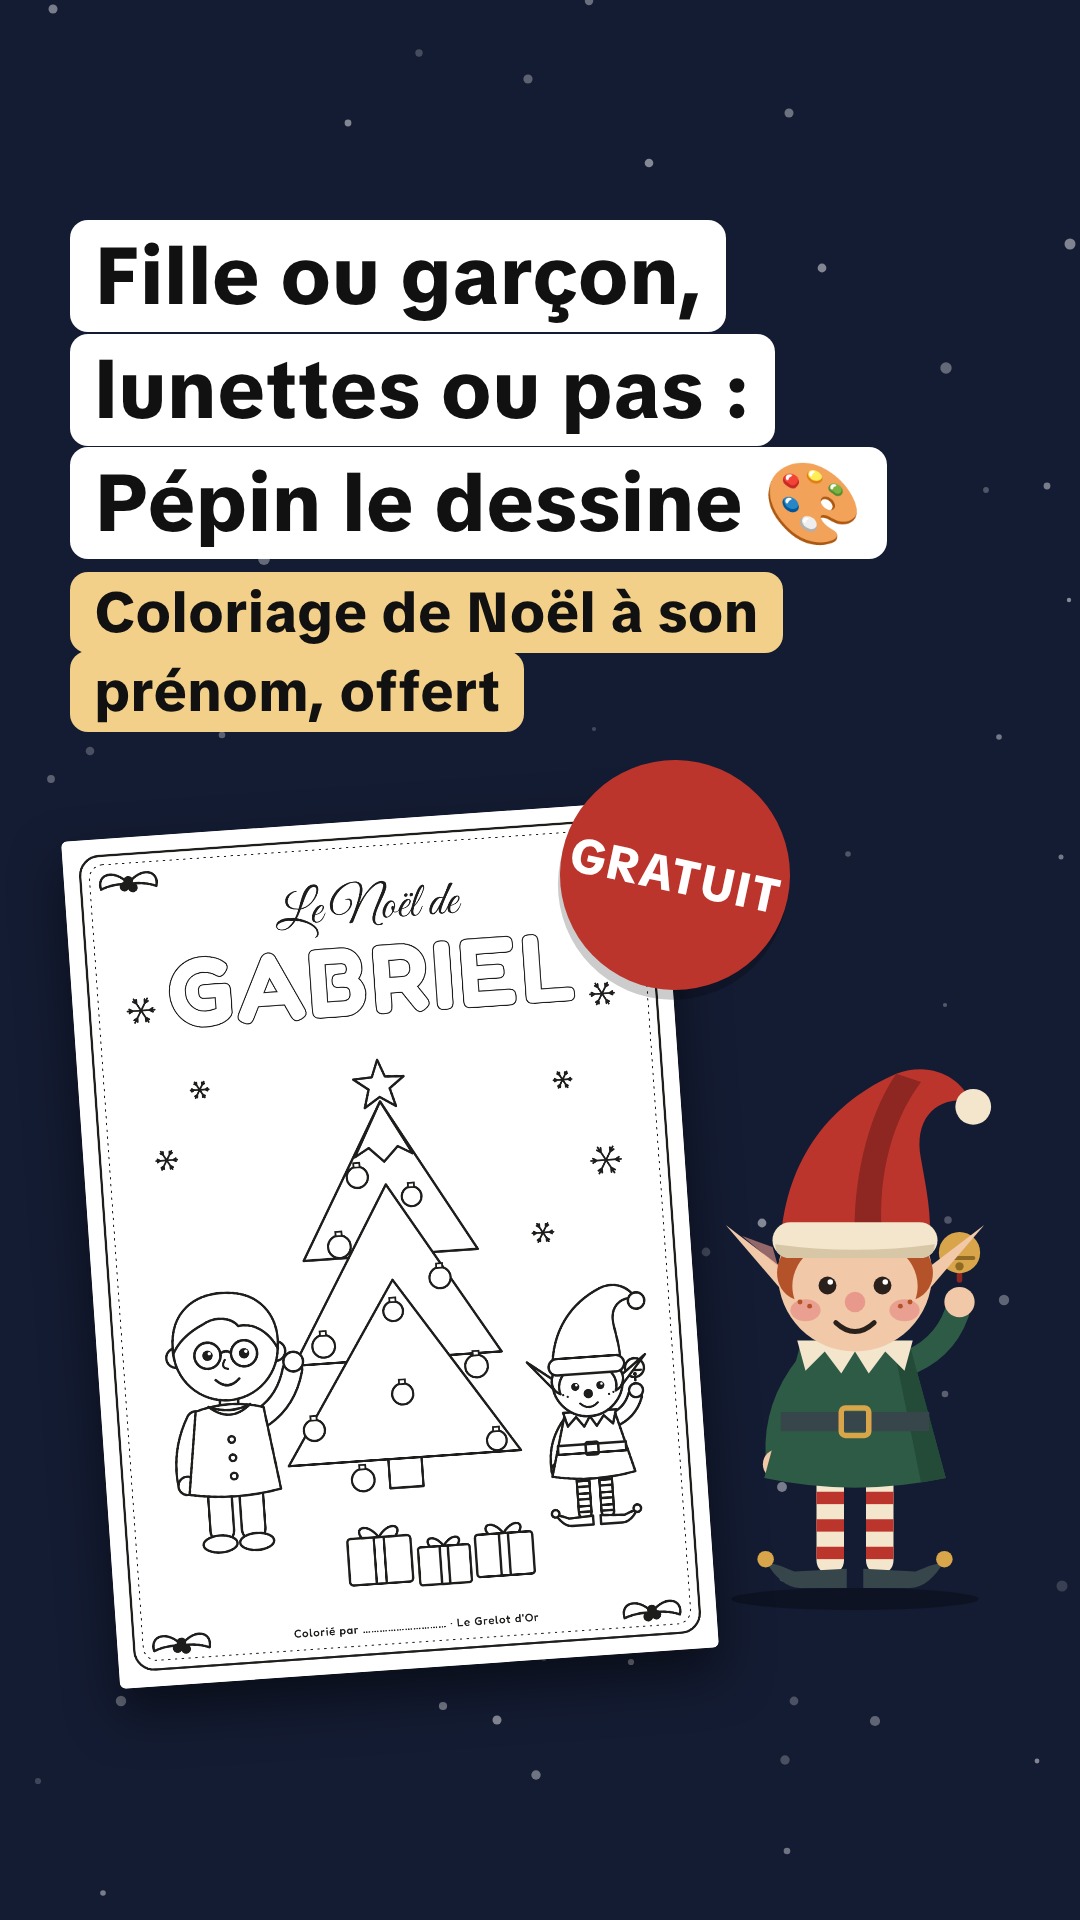 Fille ou garçon,
lunettes ou pas :
Pépin le dessine 🎨
Coloriage de Noël à son
prénom, offert
GRATUIT
Le Noël de
GABRIEL
Colorié par ............................ · Le Grelot d'Or